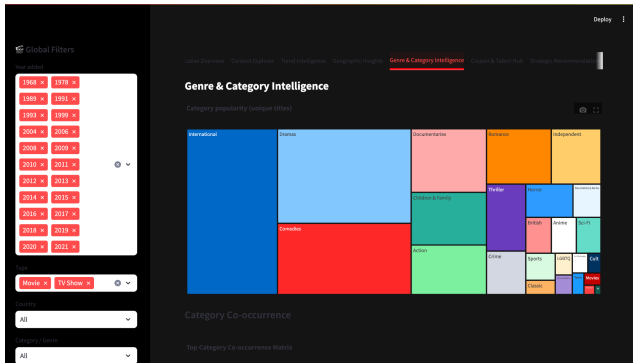 Deploy
Global Filters
Year added
1968 × 1978 ×
1989 × 1991 ×
1993 × 1999 ×
2004 × 2006 ×
2008 × 2009 ×
2010 × 2011 ×
2012 × 2013 ×
2014 × 2015 ×
2016 × 2017 ×
2018 × 2019 ×
2020 × 2021 ×
Type
Movie × TV Show ×
Country
All
Category / Genre
All
Content Explorer Trend Intelligence Geographic Insights Genre & Category Intelligence Creator & Talent Hub Strategic Recommendations
Genre & Category Intelligence
Category popularity (unique titles)
International
Dramas
Documentaries
Romance
Independent
Children & Family
Thriller
Horror
Comedies
British
Anime
Sci-Fi
Action
Crime
Sports
LGBTQ
Cult
Classic
Movies
Category Co-occurrence
Top Category Co-occurrence Matrix